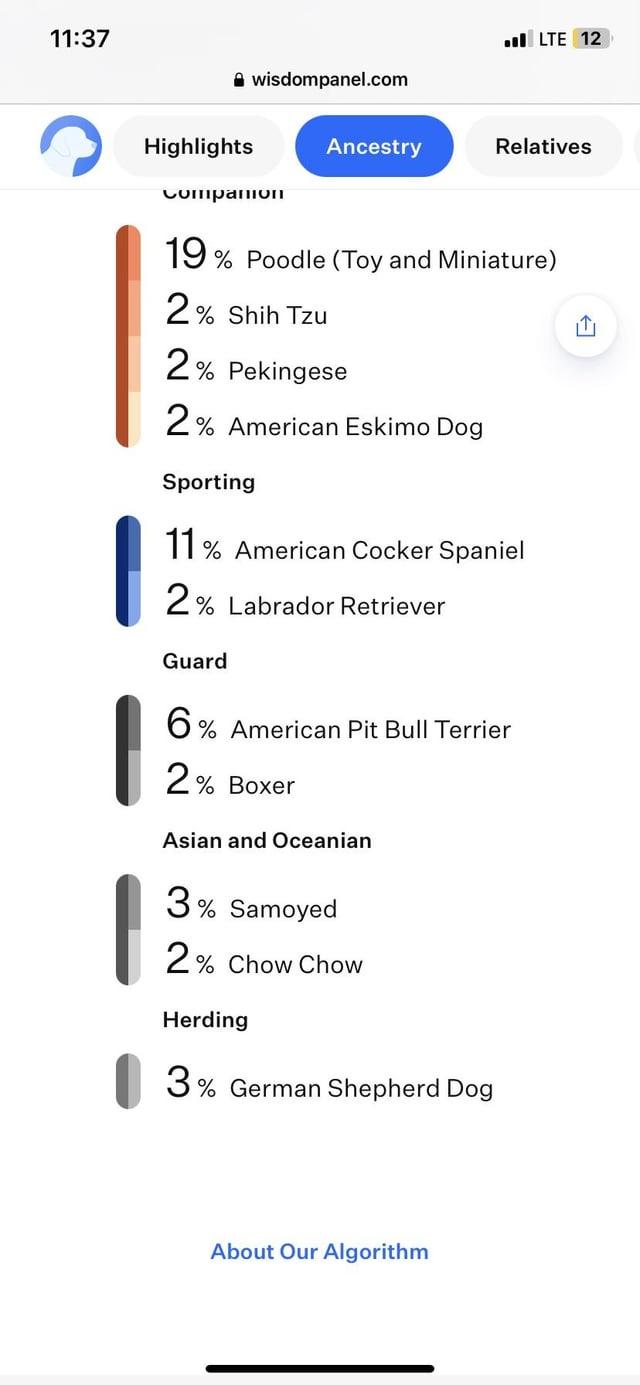 11:37
LTE 12
wisdompanel.com
Highlights
Ancestry
Relatives
Companion
19 % Poodle (Toy and Miniature)
2 % Shih Tzu
2 % Pekingese
2 % American Eskimo Dog
Sporting
11 % American Cocker Spaniel
2 % Labrador Retriever
Guard
6 % American Pit Bull Terrier
2 % Boxer
Asian and Oceanian
3 % Samoyed
2 % Chow Chow
Herding
3 % German Shepherd Dog
About Our Algorithm